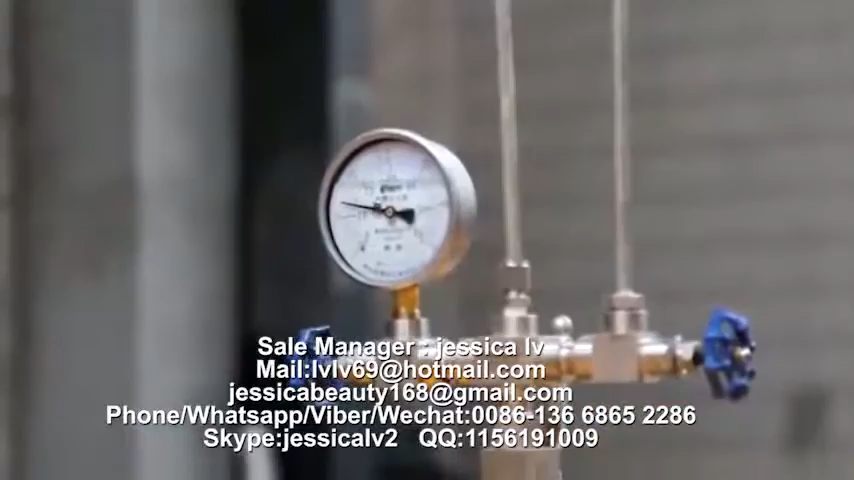 Sale Manager : jessica lv
Mail:lvlv69@hotmail.com
jessicabeauty168@gmail.com
Phone/Whatsapp/Viber/Wechat:0086-136 6865 2286
Skype:jessicalv2 QQ:1156191009